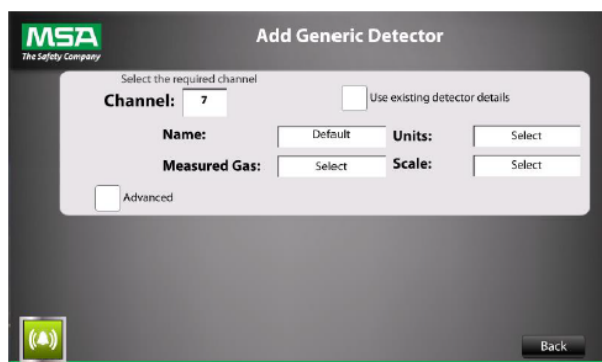 MSA
The Safety Company
Add Generic Detector
Select the required channel
Channel: 7
Use existing detector details
Name: Default Units: Select
Measured Gas: Select Scale: Select
Advanced
Back